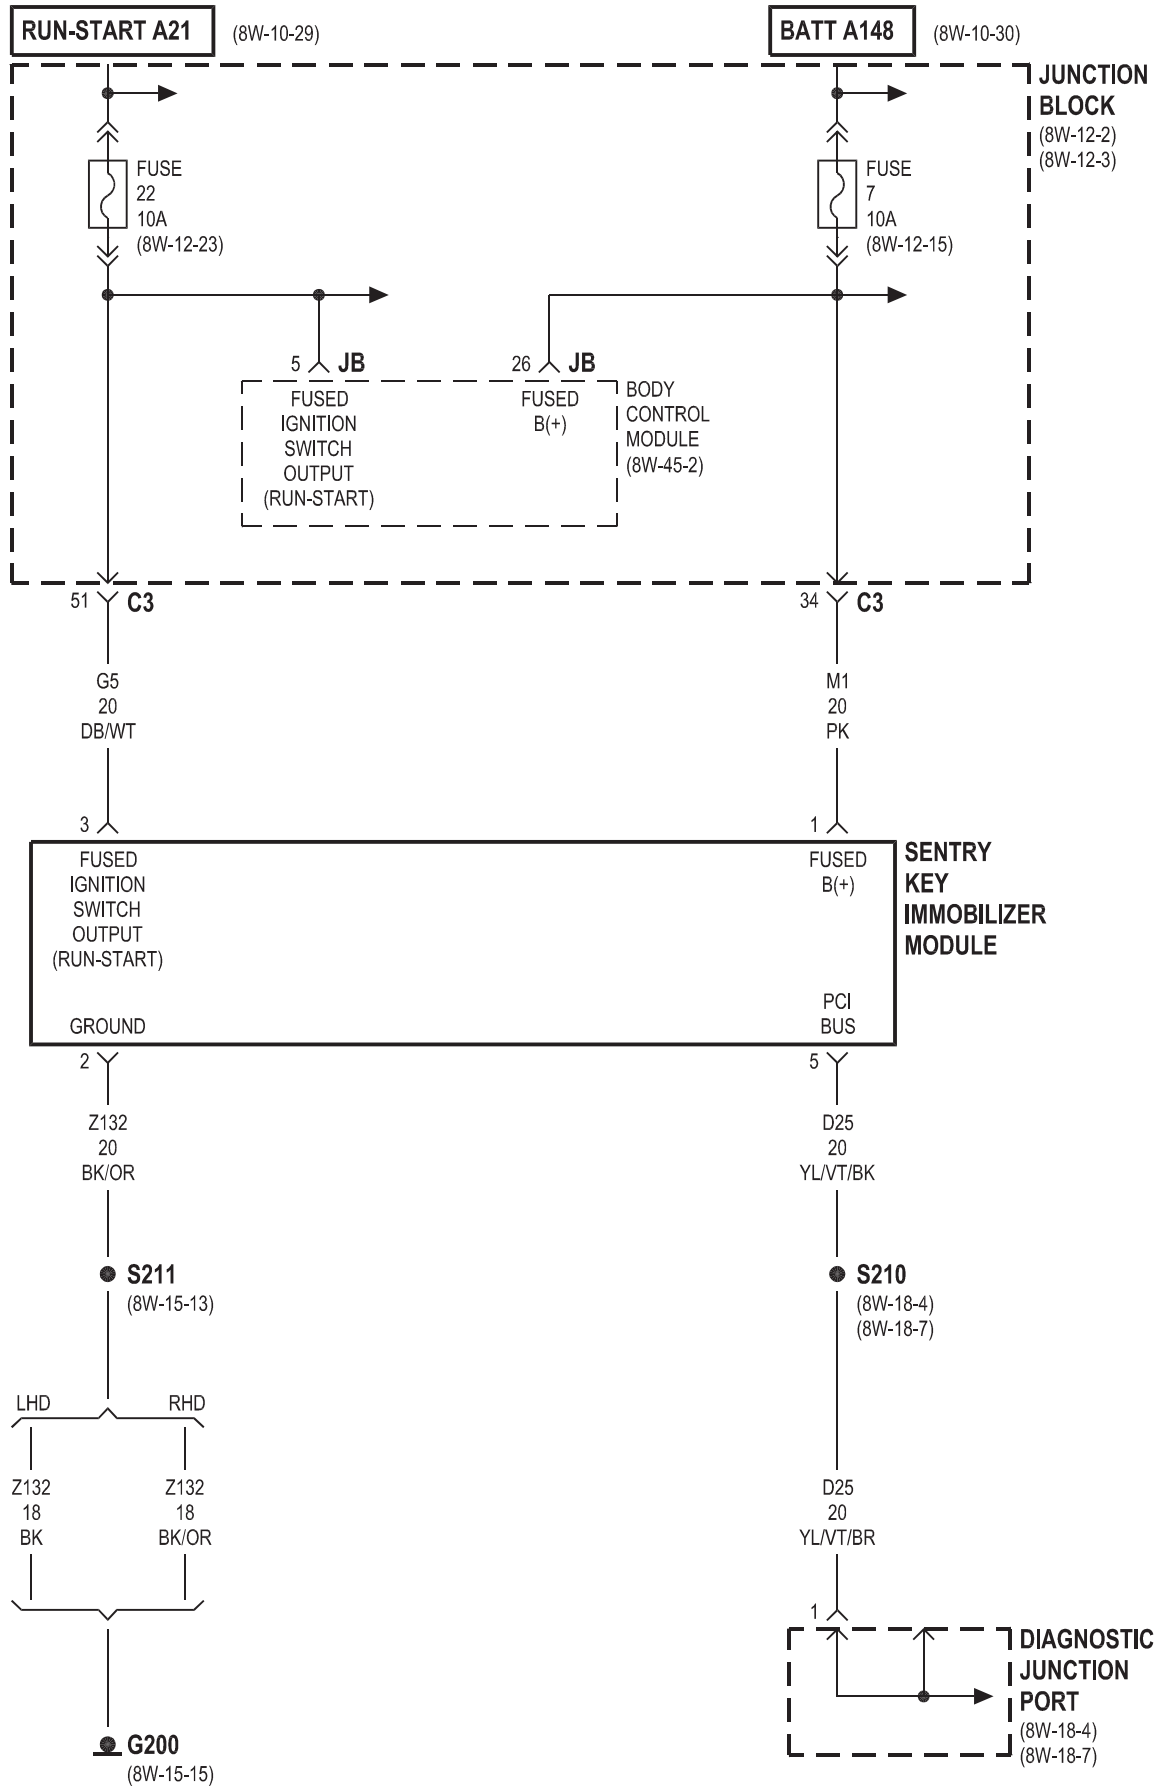 RUN-START A21 (8W-10-29)
BATT A148 (8W-10-30)
JUNCTION
BLOCK
(8W-12-2)
(8W-12-3)
FUSE
22
10A
(8W-12-23)
FUSE
7
10A
(8W-12-15)
5 JB
26 JB
FUSED
IGNITION
SWITCH
OUTPUT
(RUN-START)
FUSED
B(+)
BODY
CONTROL
MODULE
(8W-45-2)
51 C3
34 C3
G5
20
DB/WT
M1
20
PK
3
1
FUSED
IGNITION
SWITCH
OUTPUT
(RUN-START)
FUSED
B(+)
SENTRY
KEY
IMMOBILIZER
MODULE
GROUND
PCI
BUS
2
5
Z132
20
BK/OR
D25
20
YL/VT/BK
S211
(8W-15-13)
S210
(8W-18-4)
(8W-18-7)
LHD
RHD
Z132
18
BK
Z132
18
BK/OR
D25
20
YL/VT/BR
1
DIAGNOSTIC
JUNCTION
PORT
(8W-18-4)
(8W-18-7)
G200
(8W-15-15)